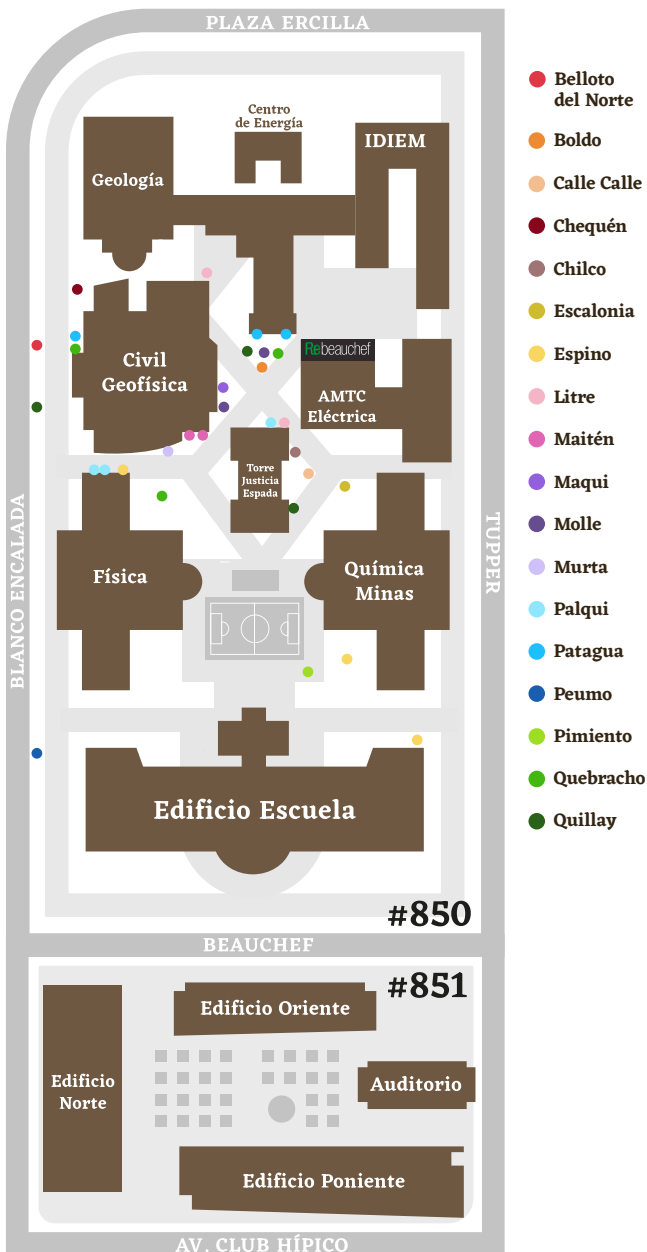 PLAZA ERCILLA
Centro
de Energía
IDIEM
Geología
Rebeauchef
Civil
Geofísica
AMTC
Eléctrica
Torre
Justicia
Espada
BLANCO ENCALADA
TUPPER
Física
Química
Minas
Edificio Escuela
#850
BEAUCHEF
#851
Edificio Oriente
Edificio
Norte
Auditorio
Edificio Poniente
AV. CLUB HÍPICO
Belloto
del Norte
Boldo
Calle Calle
Chequén
Chilco
Escalonia
Espino
Litre
Maitén
Maqui
Molle
Murta
Palqui
Patagua
Peumo
Pimiento
Quebracho
Quillay